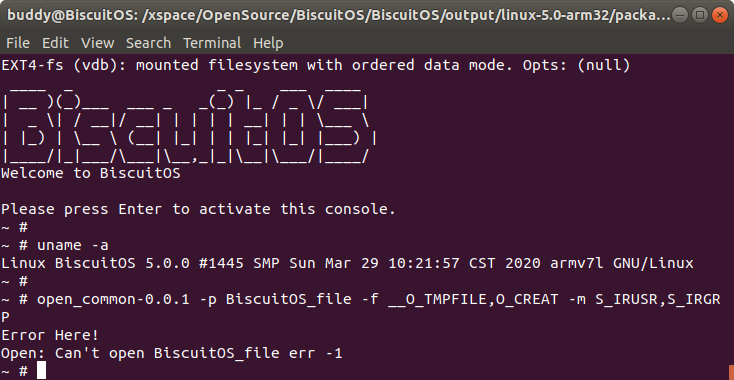 buddy@BiscuitOS: /xspace/OpenSource/BiscuitOS/BiscuitOS/output/linux-5.0-arm32/packa...
File Edit View Search Terminal Help
EXT4-fs (vdb): mounted filesystem with ordered data mode. Opts: (null)
 ____  _                _ _    ___  ____
| __ )(_)___  ___ _   _(_) |_ / _ \/ ___|
|  _ \| / __|/ __| | | | | __| | | \___ \
| |_) | \__ \ (__| |_| | | |_| |_| |___) |
|____/|_|___/\___|\__,_|_|\__|\___/|____/
Welcome to BiscuitOS
Please press Enter to activate this console.
~ #
~ # uname -a
Linux BiscuitOS 5.0.0 #1445 SMP Sun Mar 29 10:21:57 CST 2020 armv7l GNU/Linux
~ #
~ # open_common-0.0.1 -p BiscuitOS_file -f __O_TMPFILE,O_CREAT -m S_IRUSR,S_IRGR
P
Error Here!
Open: Can't open BiscuitOS_file err -1
~ #